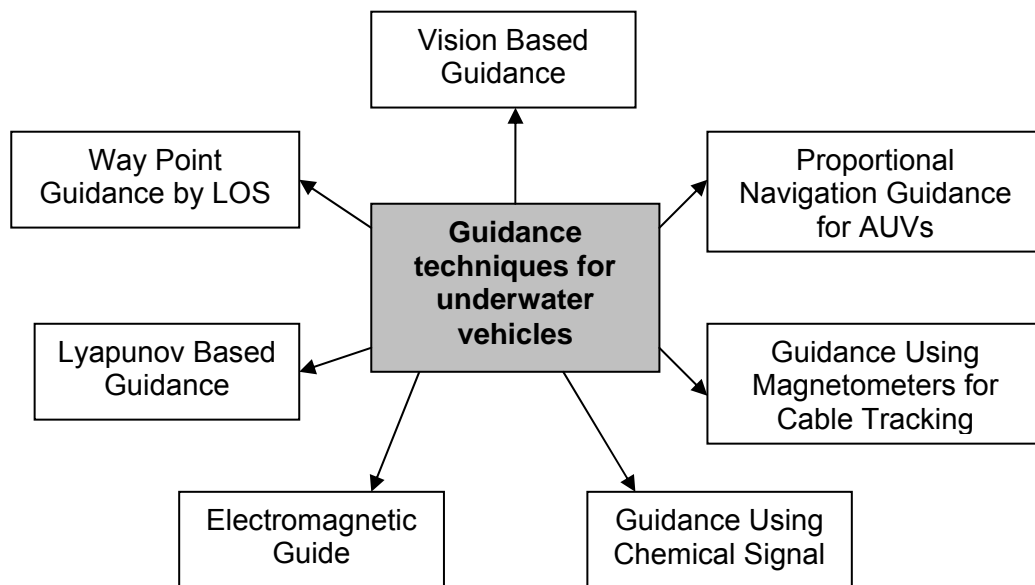 Vision Based
Guidance
Way Point
Guidance by LOS
Proportional
Navigation Guidance
for AUVs
Guidance
techniques for
underwater
vehicles
Lyapunov Based
Guidance
Guidance Using
Magnetometers for
Cable Tracking
Electromagnetic
Guide
Guidance Using
Chemical Signal